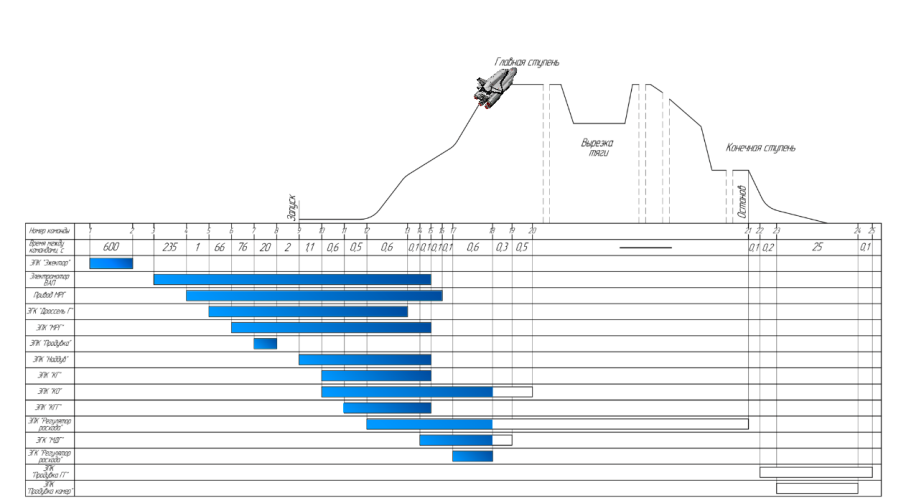 Главная ступень
Вырезка
тяги
Конечная ступень
Запуск
Останов
Номер команды 1 2 3 4 5 6 7 8 9 10 11 12 13 14 15 16 17 18 19 20 21 22 23 24 25
Время между
командами, с 600 235 1 66 76 20 2 1,1 0,6 0,5 0,6 0,1 0,1 0,1 0,1 0,6 0,3 0,5 0,1 0,2 25 0,1
ЭПК "Эжектор"
Электромотор
ВАП
Привод МРГ
ЭГК "Дроссель Г"
ЭПК "МРГ"
ЭПК "Продувка"
ЭПК "Наддув"
ЭПК "КГ"
ЭПК "КО"
ЭПК "КГГ"
ЭПК "Регулятор
расхода"
ЭГК "МДГ"
ЭПК "Регулятор
расхода"
ЭПК
"Продувка ГГ"
ЭПК
"Продувка камер"